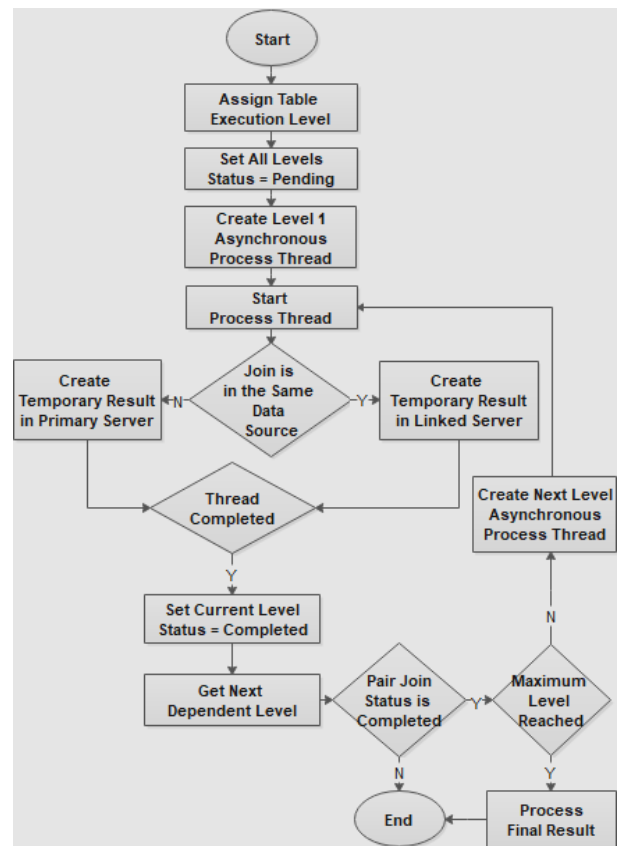 Start
Assign Table
Execution Level
Set All Levels
Status = Pending
Create Level 1
Asynchronous
Process Thread
Start
Process Thread
Join is
in the Same
Data
Source
N
Y
Create
Temporary Result
in Primary Server
Create
Temporary Result
in Linked Server
Thread
Completed
Create Next Level
Asynchronous
Process Thread
Y
Set Current Level
Status = Completed
N
Get Next
Dependent Level
Pair Join
Status is
Completed
Y
Maximum
Level
Reached
N
Y
End
Process
Final Result